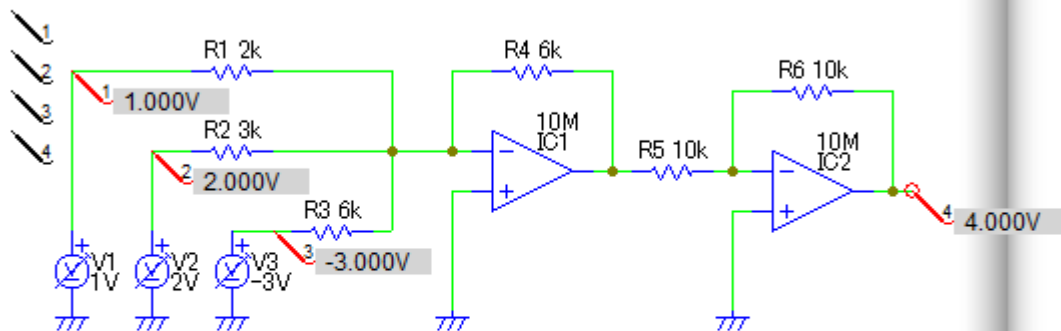 1
2
3
4
R1 2k
1
1.000V
R2 3k
2
2.000V
R3 6k
3
-3.000V
+
V1
1V
+
V2
2V
+
V3
-3V
R4 6k
10M
IC1
−
+
R5 10k
R6 10k
10M
IC2
−
+
4
4.000V